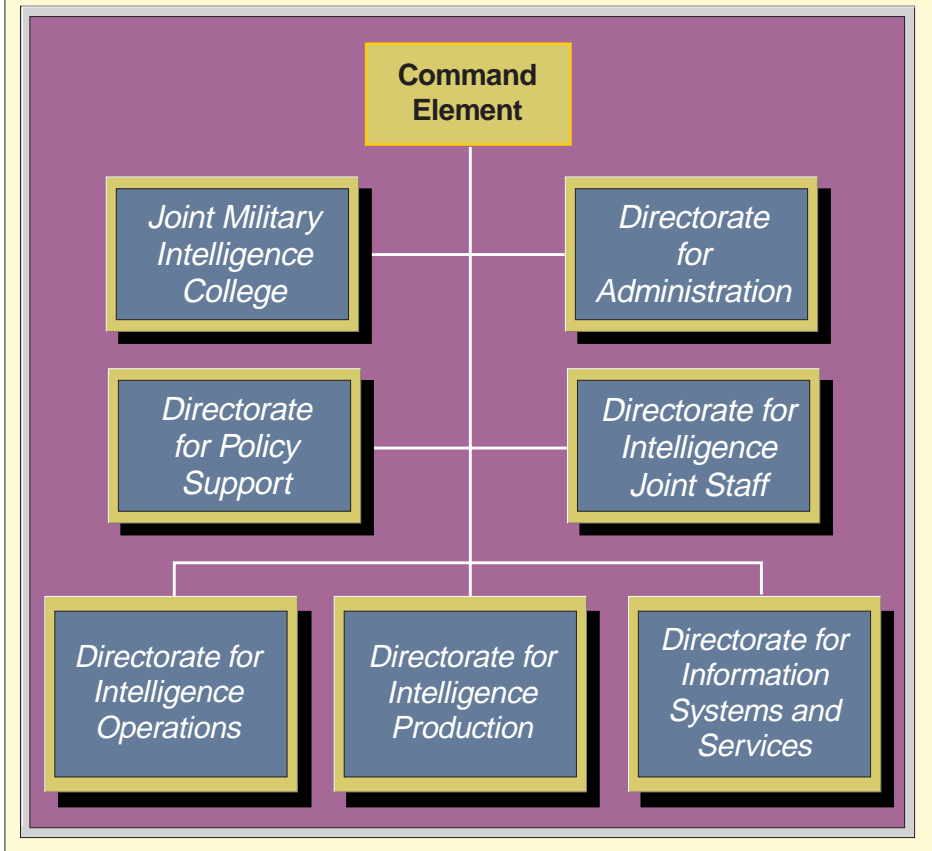 Command
Element
Joint Military
Intelligence
College
Directorate
for
Administration
Directorate
for Policy
Support
Directorate for
Intelligence
Joint Staff
Directorate for
Intelligence
Operations
Directorate for
Intelligence
Production
Directorate for
Information
Systems and
Services